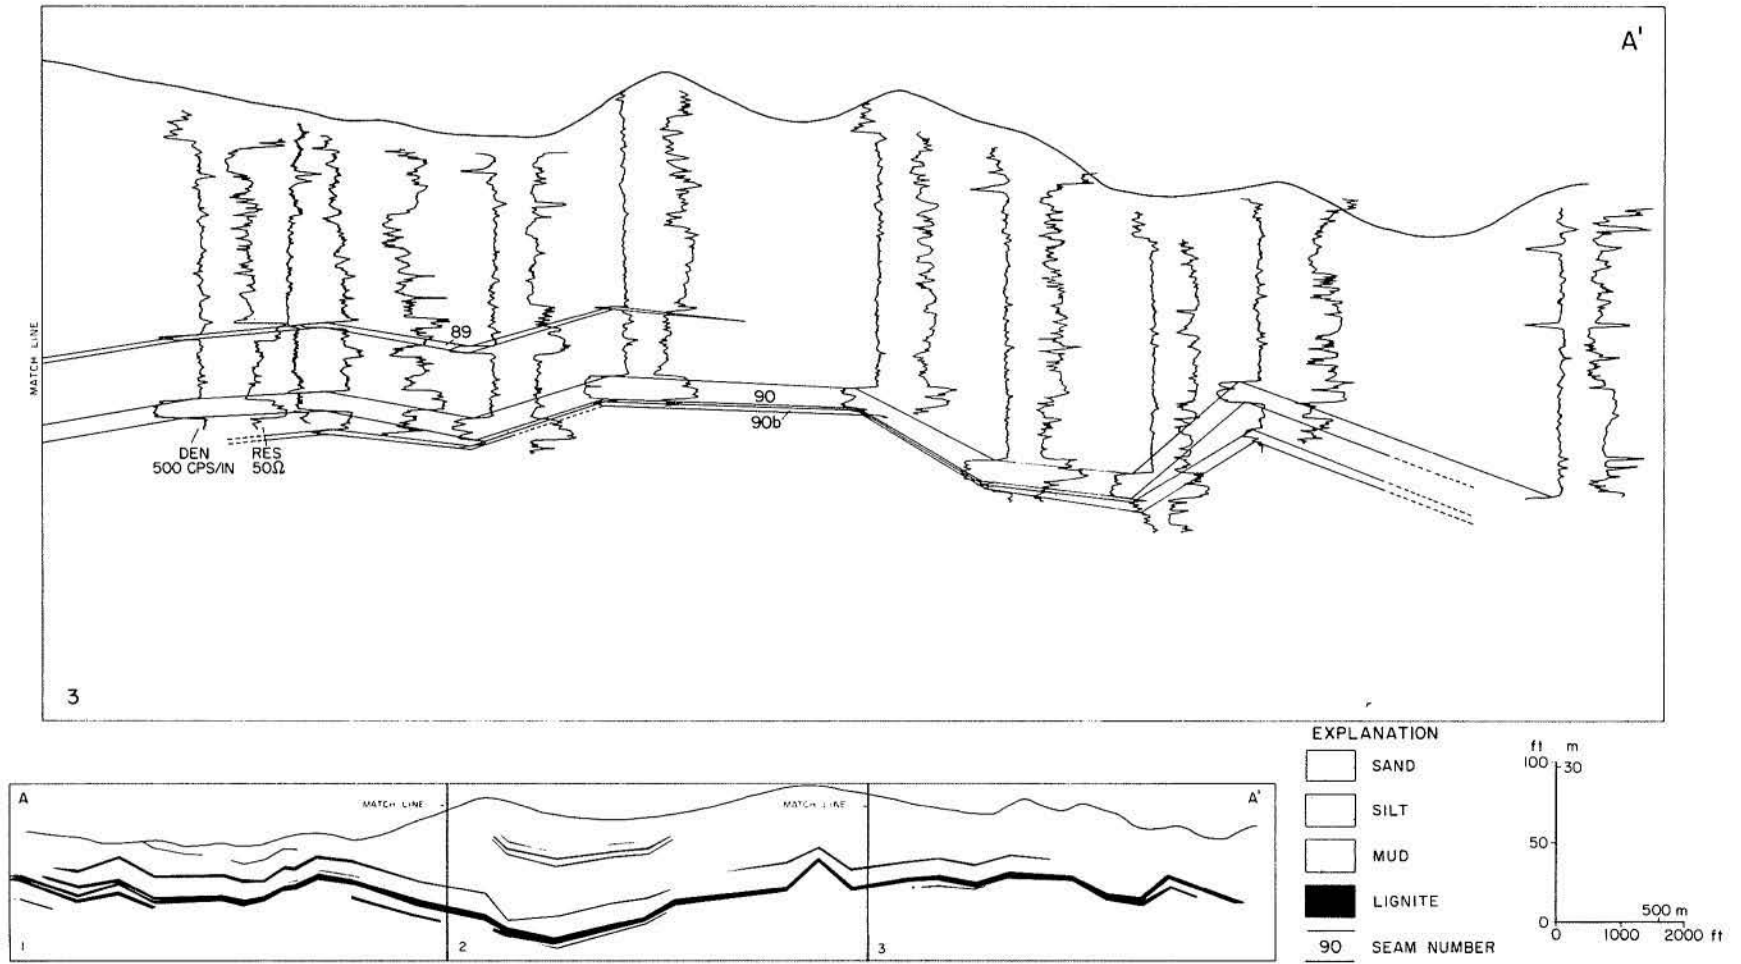 A'
MATCH LINE
89
90
90b
DEN
500 CPS/IN
RES
50Ω
3
EXPLANATION
SAND
SILT
MUD
LIGNITE
90 SEAM NUMBER
ft m
100 30
50
0
500 m
0 1000 2000 ft
A
MATCH LINE
MATCH LINE
A'
1
2
3